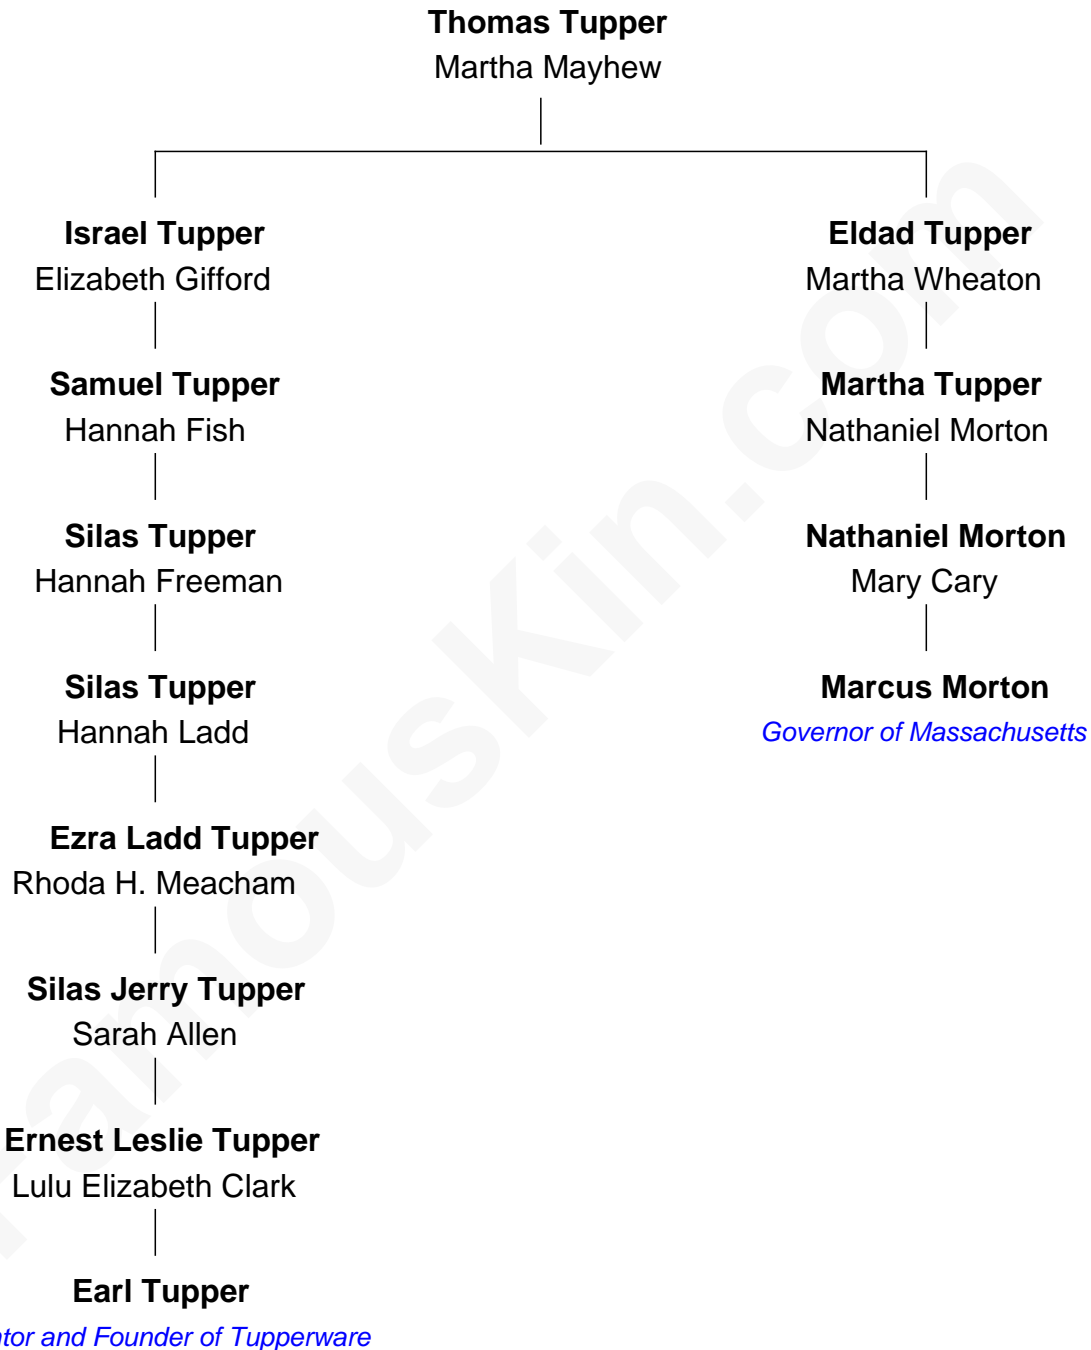 Thomas Tupper
Martha Mayhew
Israel Tupper
Elizabeth Gifford
Samuel Tupper
Hannah Fish
Silas Tupper
Hannah Freeman
Silas Tupper
Hannah Ladd
Ezra Ladd Tupper
Rhoda H. Meacham
Silas Jerry Tupper
Sarah Allen
Ernest Leslie Tupper
Lulu Elizabeth Clark
Earl Tupper
and Founder of Tupperware
Eldad Tupper
Martha Wheaton
Martha Tupper
Nathaniel Morton
Nathaniel Morton
Mary Cary
Marcus Morton
Governor of Massachusetts
FamousKin.com